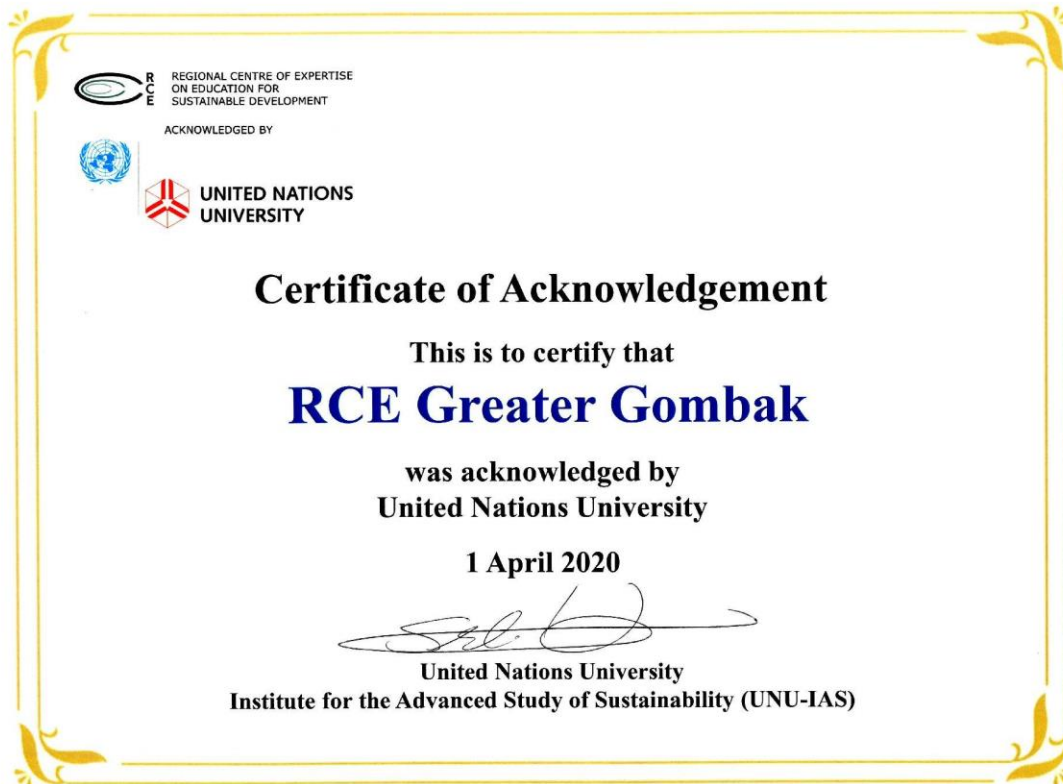 RCE
REGIONAL CENTRE OF EXPERTISE
ON EDUCATION FOR
SUSTAINABLE DEVELOPMENT
ACKNOWLEDGED BY
UNITED NATIONS
UNIVERSITY
Certificate of Acknowledgement
This is to certify that
RCE Greater Gombak
was acknowledged by
United Nations University
1 April 2020
United Nations University
Institute for the Advanced Study of Sustainability (UNU-IAS)